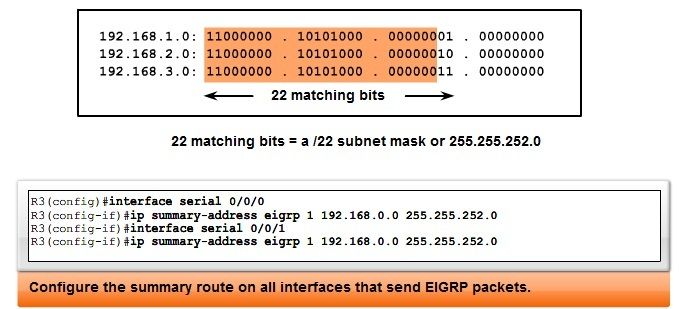 192.168.1.0: 11000000 . 10101000 . 00000001 . 00000000
192.168.2.0: 11000000 . 10101000 . 00000010 . 00000000
192.168.3.0: 11000000 . 10101000 . 00000011 . 00000000
22 matching bits
22 matching bits = a /22 subnet mask or 255.255.252.0
R3(config)#interface serial 0/0/0
R3(config-if)#ip summary-address eigrp 1 192.168.0.0 255.255.252.0
R3(config-if)#interface serial 0/0/1
R3(config-if)#ip summary-address eigrp 1 192.168.0.0 255.255.252.0
Configure the summary route on all interfaces that send EIGRP packets.